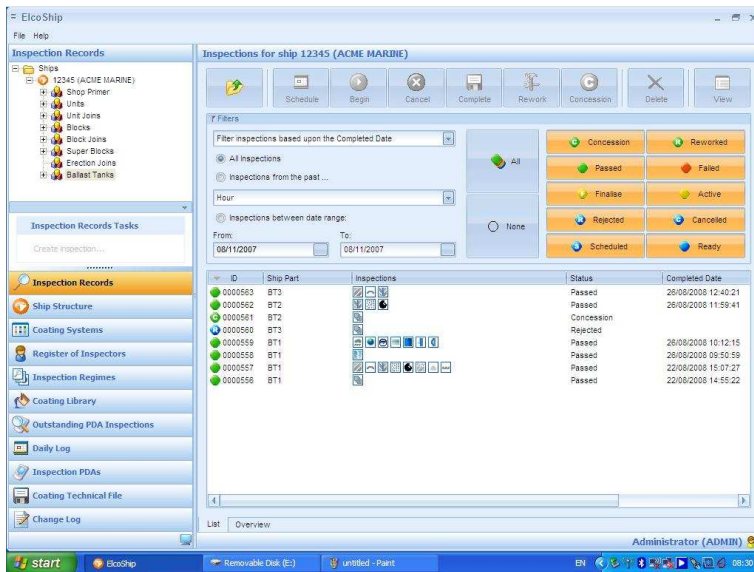 ElcoShip
File Help
Inspection Records
Ships
12345 (ACME MARINE)
Shop Primer
Units
Unit Joins
Blocks
Block Joins
Super Blocks
Erection Joins
Ballast Tanks
Inspection Records Tasks
Create inspection...
Inspection Records
Ship Structure
Coating Systems
Register of Inspectors
Inspection Regimes
Coating Library
Outstanding PDA Inspections
Daily Log
Inspection PDAs
Coating Technical File
Change Log
Inspections for ship 12345 (ACME MARINE)
Schedule Begin Cancel Complete Rework Concession Delete View
Filters
Filter inspections based upon the Completed Date
All Inspections
Inspections from the past ...
Hour
Inspections between date range:
From: To:
08/11/2007 08/11/2007
All
None
Concession Reworked
Passed Failed
Finalise Active
Rejected Cancelled
Scheduled Ready
ID Ship Part Inspections Status Completed Date
0000563 BT3 Passed 26/08/2008 12:40:21
0000562 BT2 Passed 26/08/2008 11:59:41
0000561 BT2 Concession
0000560 BT3 Rejected
0000559 BT1 Passed 26/08/2008 10:12:15
0000558 BT1 Passed 26/08/2008 09:50:59
0000557 BT1 Passed 22/08/2008 15:07:27
0000556 BT1 Passed 22/08/2008 14:55:22
List Overview
Administrator (ADMIN)
start ElcoShip Removable Disk (E:) untitled - Paint EN 08:30